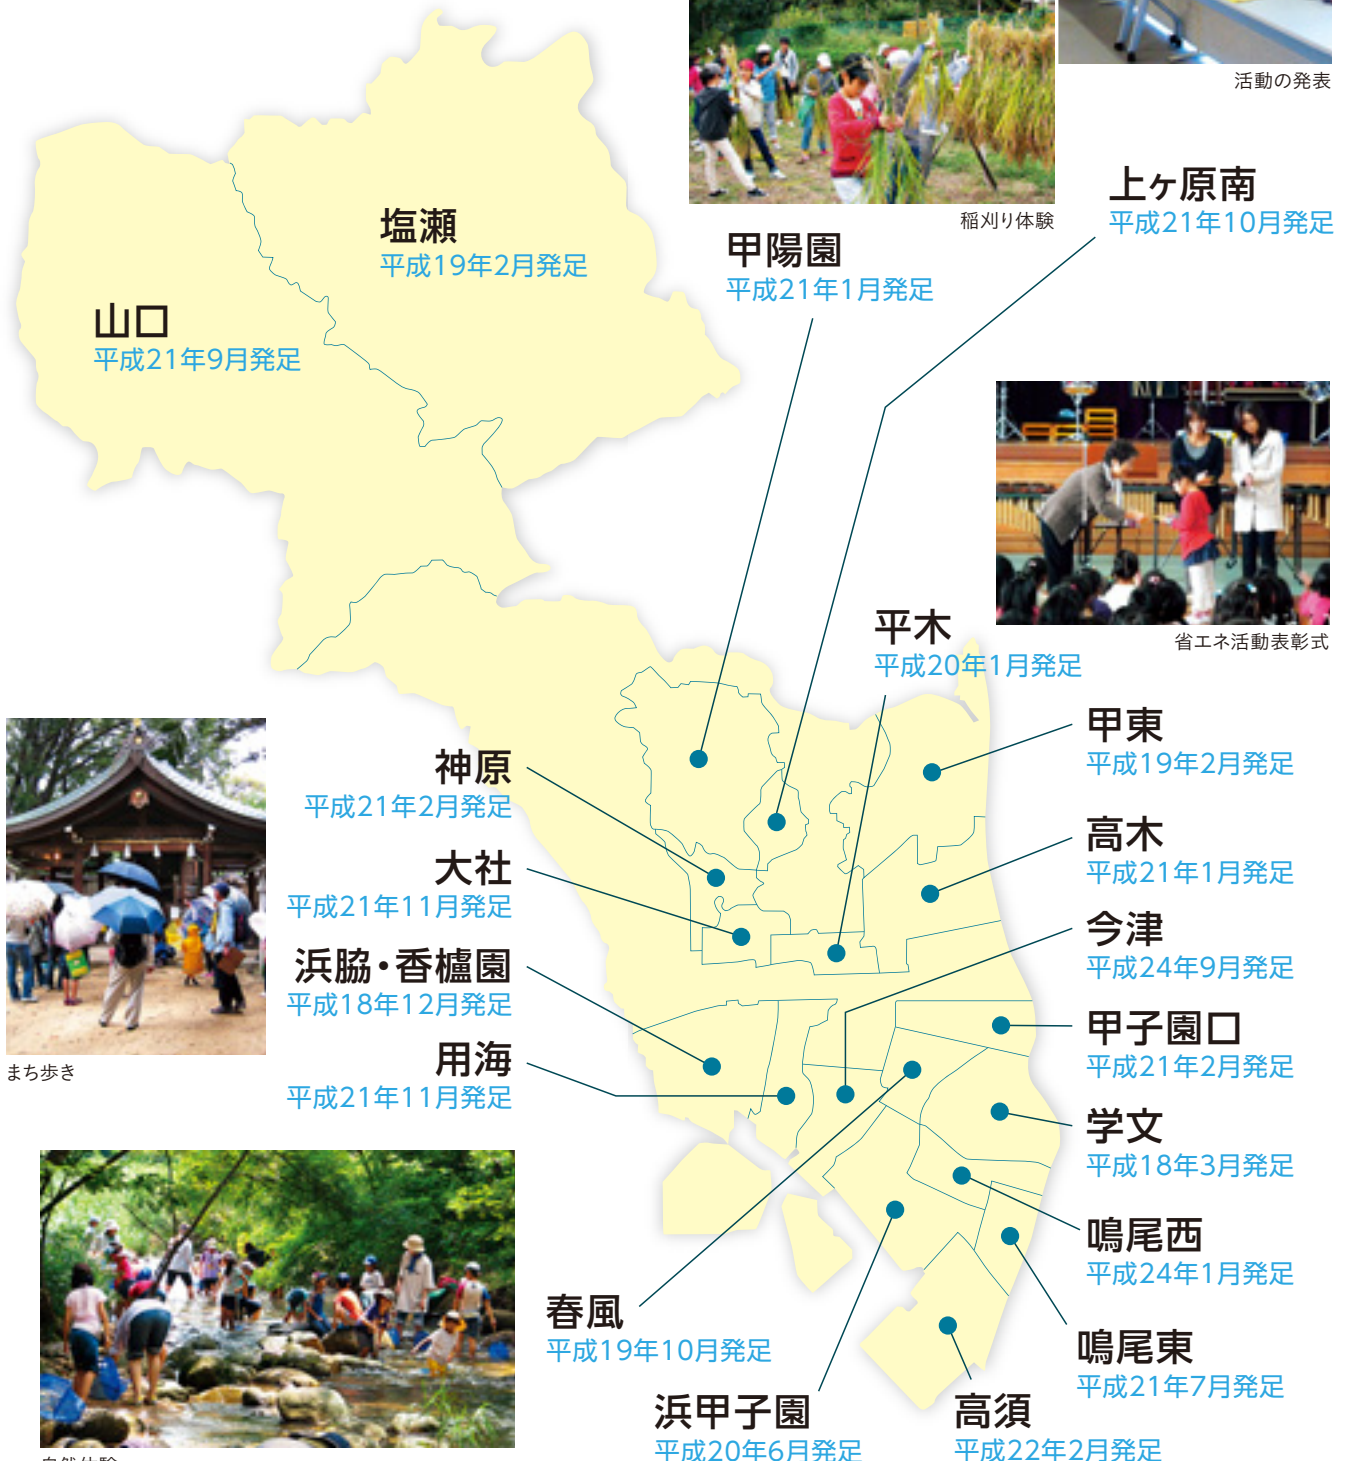 活動の発表
稲刈り体験
上ヶ原南
平成21年10月発足
塩瀬
平成19年2月発足
甲陽園
平成21年1月発足
山口
平成21年9月発足
省エネ活動表彰式
平木
平成20年1月発足
甲東
平成19年2月発足
神原
平成21年2月発足
高木
平成21年1月発足
大社
平成21年11月発足
今津
平成24年9月発足
浜脇・香櫨園
平成18年12月発足
甲子園口
平成21年2月発足
用海
平成21年11月発足
まち歩き
学文
平成18年3月発足
鳴尾西
平成24年1月発足
春風
平成19年10月発足
鳴尾東
平成21年7月発足
浜甲子園
平成20年6月発足
高須
平成22年2月発足